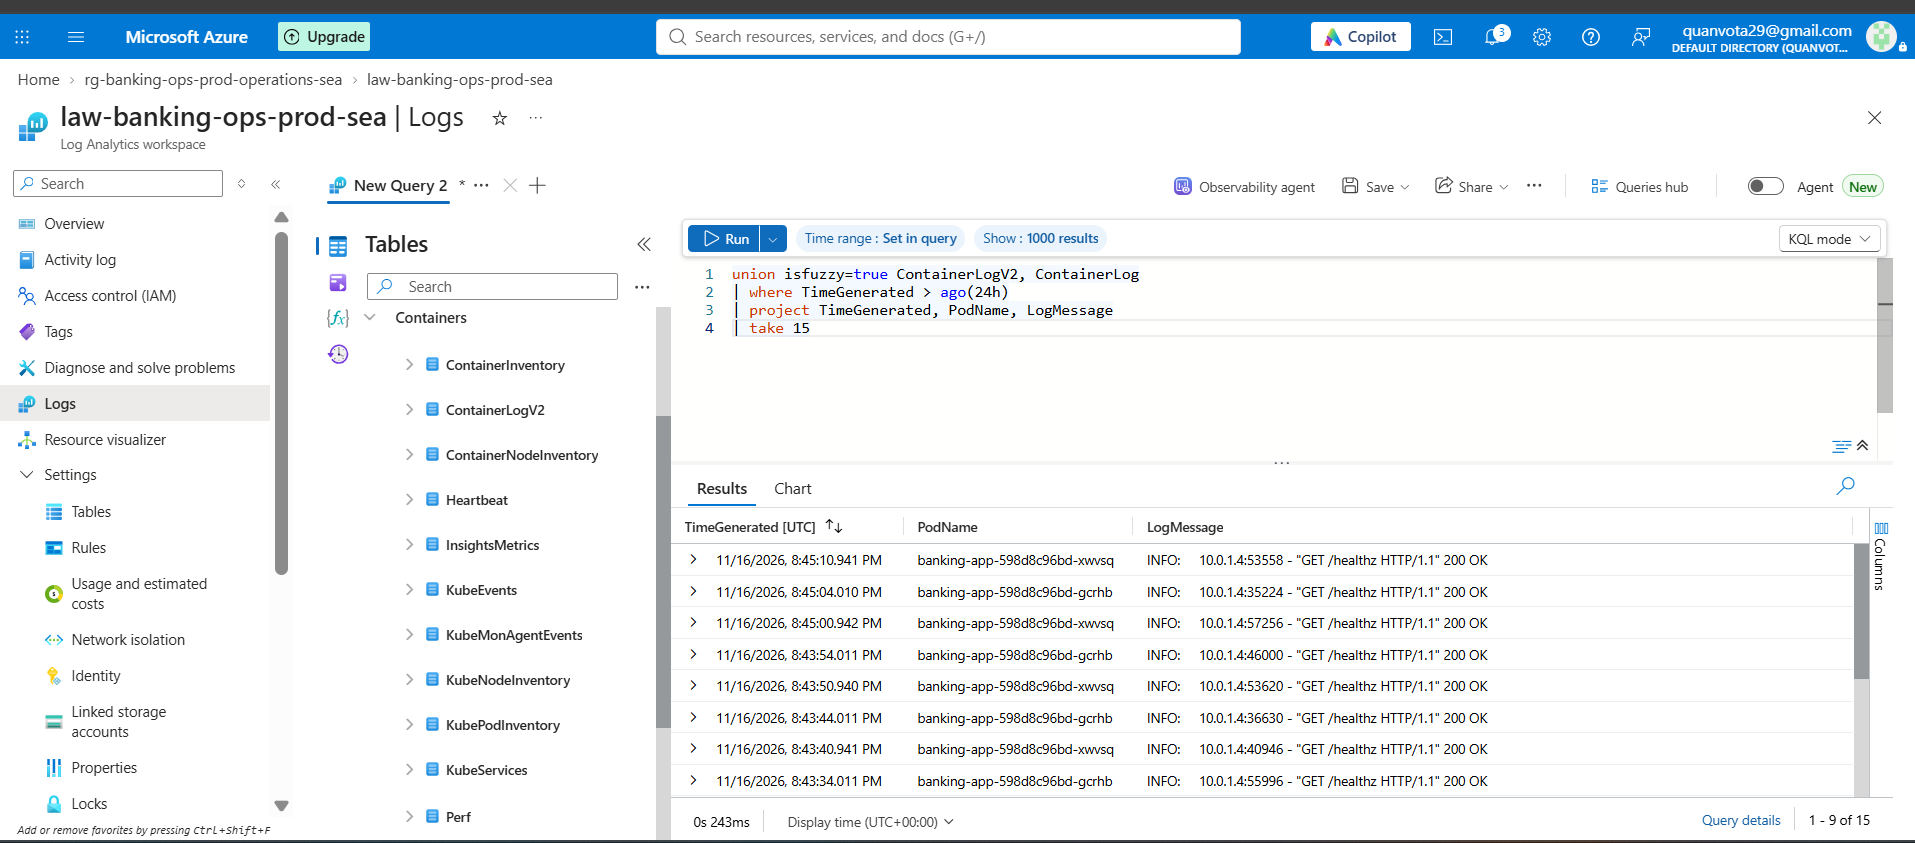 Microsoft Azure
Upgrade
Search resources, services, and docs (G+/)
Copilot
3
quanvota29@gmail.com
DEFAULT DIRECTORY (QUANVOT...
Home > rg-banking-ops-prod-operations-sea > law-banking-ops-prod-sea
law-banking-ops-prod-sea | Logs
Log Analytics workspace
Search
Overview
Activity log
Access control (IAM)
Tags
Diagnose and solve problems
Logs
Resource visualizer
Settings
Tables
Rules
Usage and estimated
costs
Network isolation
Identity
Linked storage
accounts
Properties
Locks
Add or remove favorites by pressing Ctrl+Shift+F
New Query 2 *
Observability agent
Save
Share
Queries hub
Agent
New
Tables
Search
Containers
ContainerInventory
ContainerLogV2
ContainerNodeInventory
Heartbeat
InsightsMetrics
KubeEvents
KubeMonAgentEvents
KubeNodeInventory
KubePodInventory
KubeServices
Perf
Run
Time range : Set in query
Show : 1000 results
KQL mode
1 union isfuzzy=true ContainerLogV2, ContainerLog
2 | where TimeGenerated > ago(24h)
3 | project TimeGenerated, PodName, LogMessage
4 | take 15
Results Chart
TimeGenerated [UTC] PodName LogMessage
11/16/2026, 8:45:10.941 PM banking-app-598d8c96bd-xwvsq INFO: 10.0.1.4:53558 - "GET /healthz HTTP/1.1" 200 OK
11/16/2026, 8:45:04.010 PM banking-app-598d8c96bd-gcrhb INFO: 10.0.1.4:35224 - "GET /healthz HTTP/1.1" 200 OK
11/16/2026, 8:45:00.942 PM banking-app-598d8c96bd-xwvsq INFO: 10.0.1.4:57256 - "GET /healthz HTTP/1.1" 200 OK
11/16/2026, 8:43:54.011 PM banking-app-598d8c96bd-gcrhb INFO: 10.0.1.4:46000 - "GET /healthz HTTP/1.1" 200 OK
11/16/2026, 8:43:50.940 PM banking-app-598d8c96bd-xwvsq INFO: 10.0.1.4:53620 - "GET /healthz HTTP/1.1" 200 OK
11/16/2026, 8:43:44.011 PM banking-app-598d8c96bd-gcrhb INFO: 10.0.1.4:36630 - "GET /healthz HTTP/1.1" 200 OK
11/16/2026, 8:43:40.941 PM banking-app-598d8c96bd-xwvsq INFO: 10.0.1.4:40946 - "GET /healthz HTTP/1.1" 200 OK
11/16/2026, 8:43:34.011 PM banking-app-598d8c96bd-gcrhb INFO: 10.0.1.4:55996 - "GET /healthz HTTP/1.1" 200 OK
Columns
0s 243ms
Display time (UTC+00:00)
Query details
1 - 9 of 15